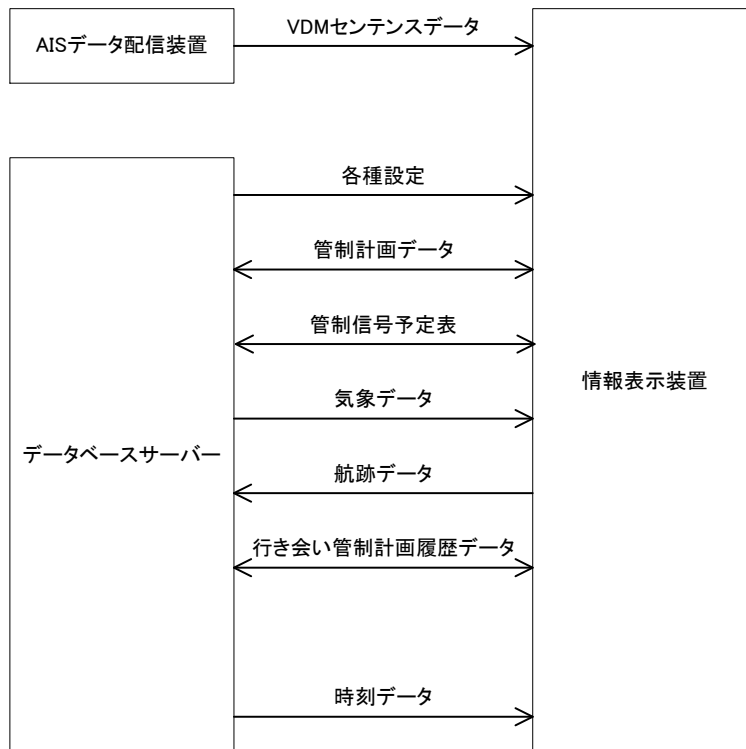 AISデータ配信装置
VDMセンテンスデータ
各種設定
管制計画データ
管制信号予定表
情報表示装置
気象データ
データベースサーバー
航跡データ
行き会い管制計画履歴データ
時刻データ